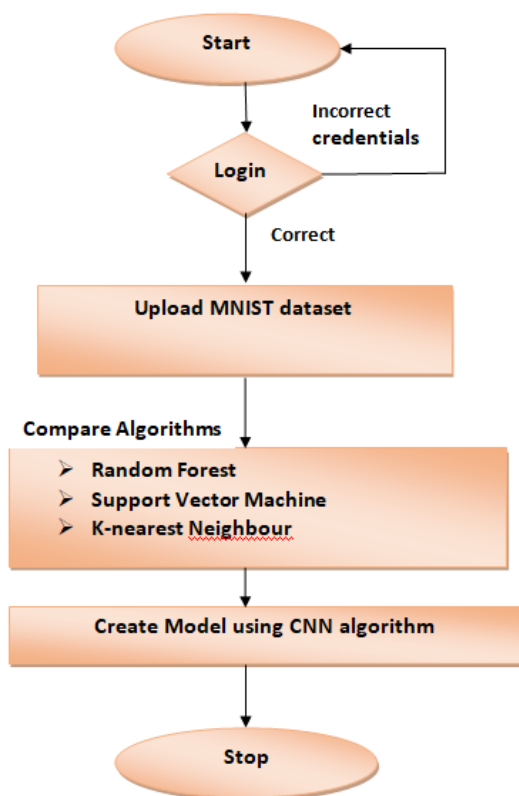 Start
Incorrect
credentials
Login
Correct
Upload MNIST dataset
Compare Algorithms
➢ Random Forest
➢ Support Vector Machine
➢ K-nearest Neighbour
Create Model using CNN algorithm
Stop